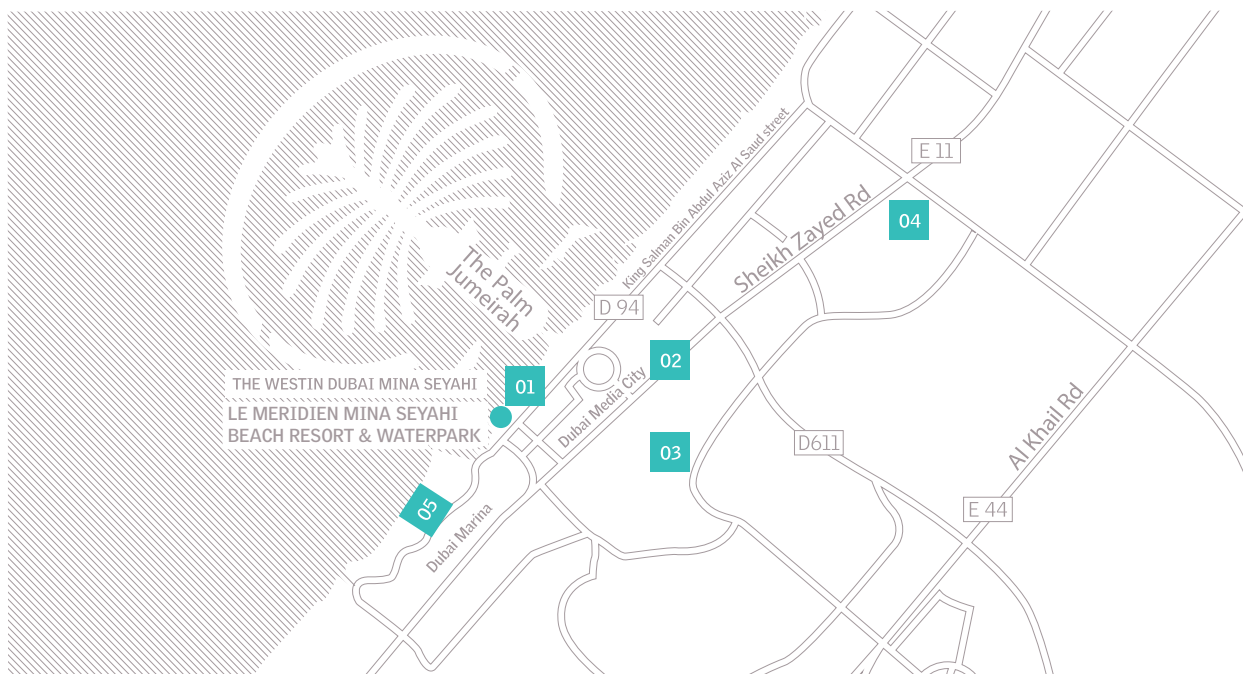 E 11
King Salman Bin Abdul Aziz Al Saud street
04
Sheikh Zayed Rd
The Palm
Jumeirah
D 94
02
THE WESTIN DUBAI MINA SEYAHI
01
LE MERIDIEN MINA SEYAHI
BEACH RESORT & WATERPARK
Dubai Media City
03
D611
Al Khail Rd
05
E 44
Dubai Marina